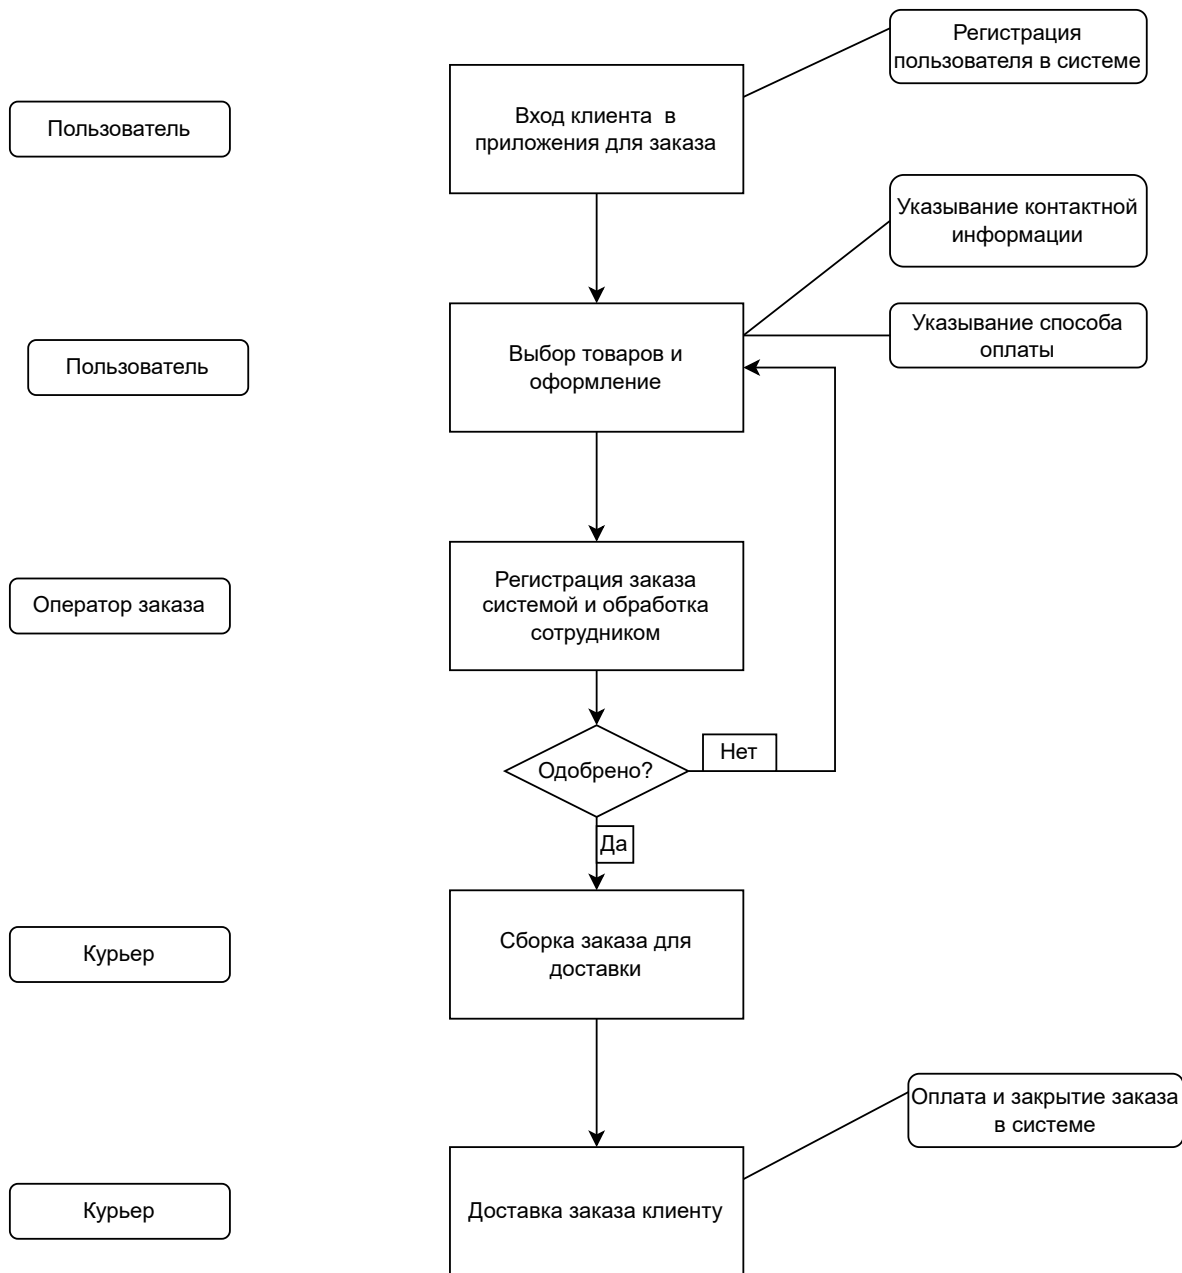 Регистрация
пользователя в системе
Вход клиента  в
приложения для заказа
Пользователь
Указывание контактной
информации
Указывание способа
оплаты
Выбор товаров и
оформление
Пользователь
Регистрация заказа
системой и обработка
сотрудником
Оператор заказа
Нет
Одобрено?
Да
Сборка заказа для
доставки
Курьер
Оплата и закрытие заказа
в системе
Доставка заказа клиенту
Курьер